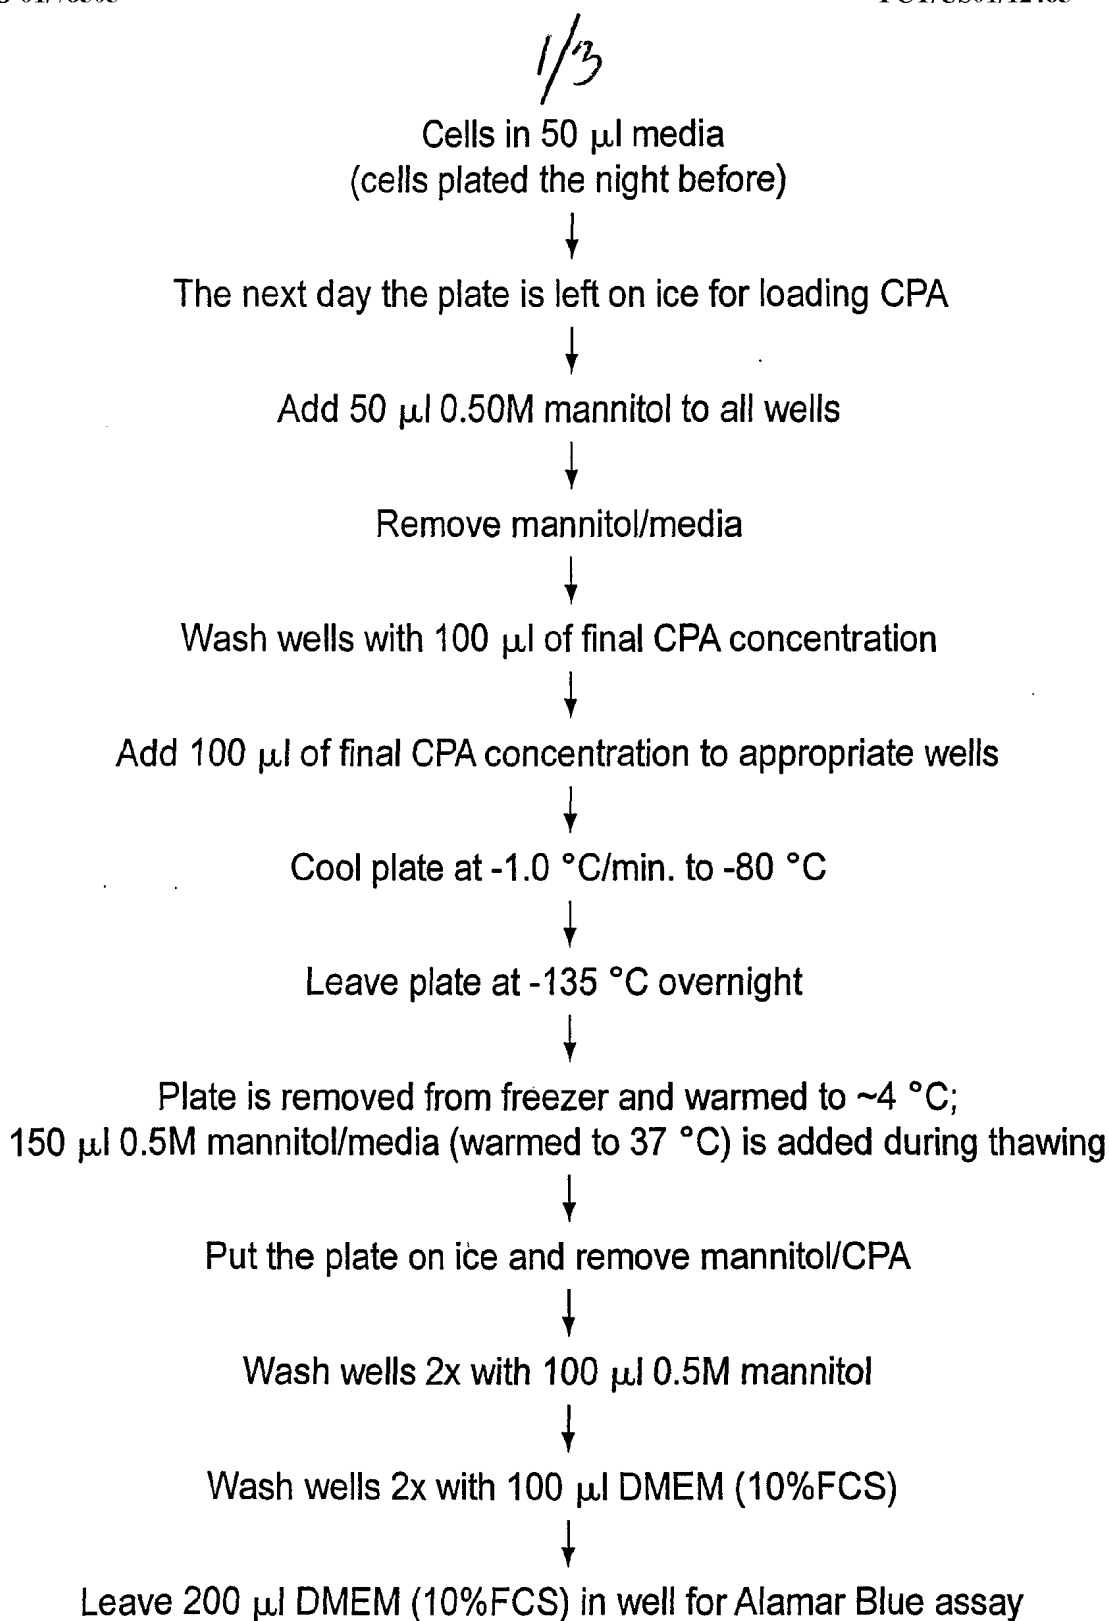 1/3
Cells in 50 μl media
(cells plated the night before)
The next day the plate is left on ice for loading CPA
Add 50 μl 0.50M mannitol to all wells
Remove mannitol/media
Wash wells with 100 μl of final CPA concentration
Add 100 μl of final CPA concentration to appropriate wells
Cool plate at -1.0 °C/min. to -80 °C
Leave plate at -135 °C overnight
Plate is removed from freezer and warmed to ~4 °C;
150 μl 0.5M mannitol/media (warmed to 37 °C) is added during thawing
Put the plate on ice and remove mannitol/CPA
Wash wells 2x with 100 μl 0.5M mannitol
Wash wells 2x with 100 μl DMEM (10%FCS)
Leave 200 μl DMEM (10%FCS) in well for Alamar Blue assay